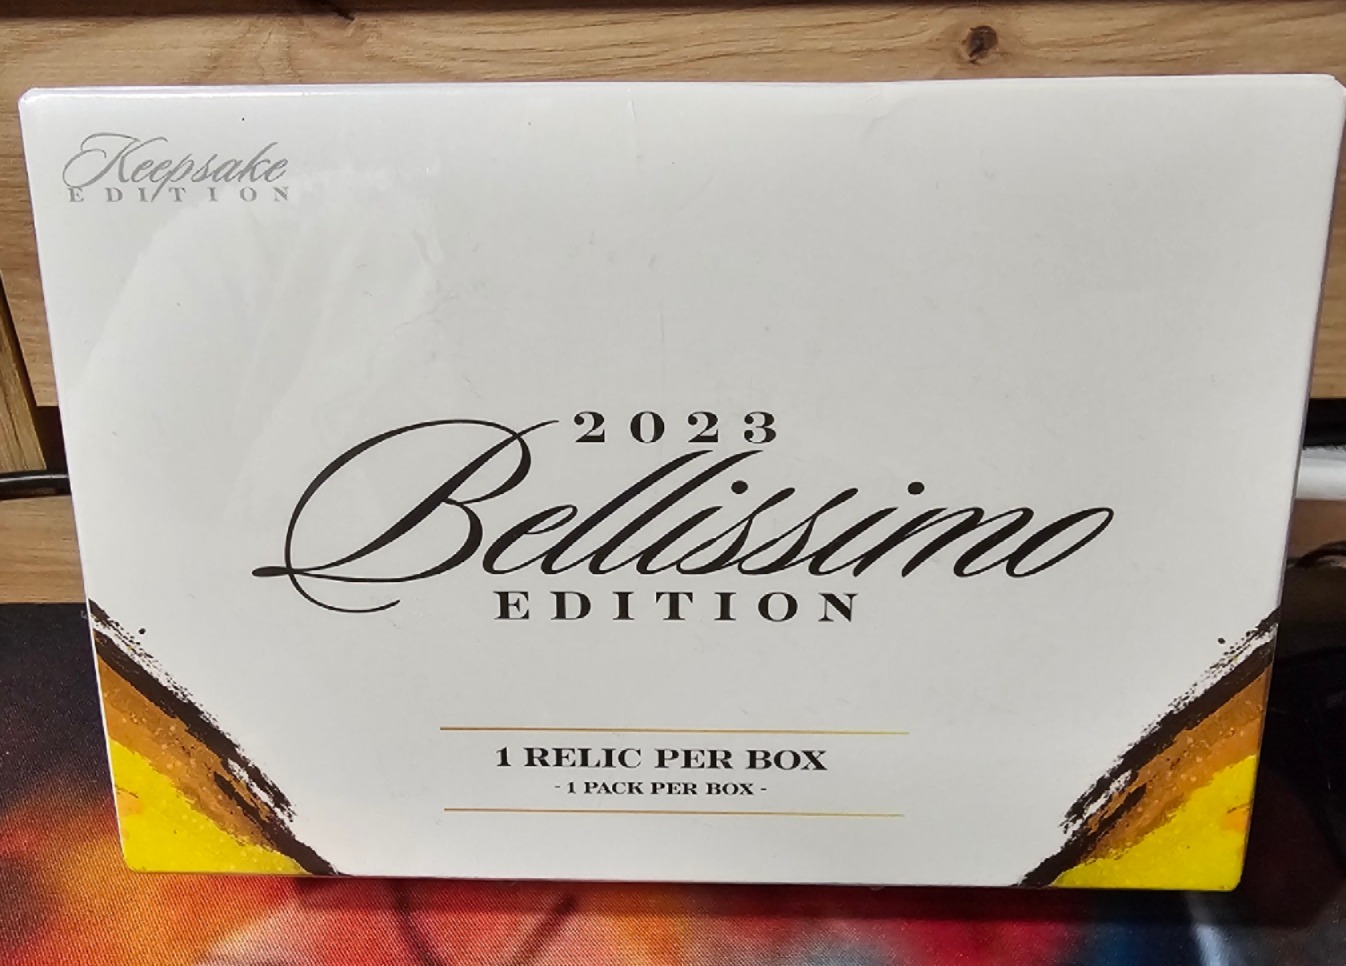 Keepsake
EDITION
2023
Bellissimo
EDITION
1 RELIC PER BOX
- 1 PACK PER BOX -